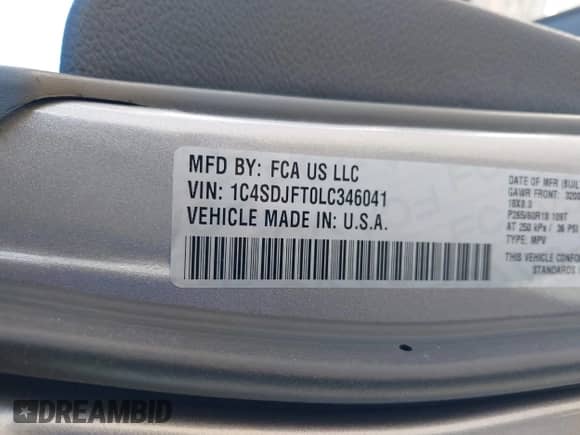 MFD BY: FCA US LLC
VIN: 1C4SDJFT0LC346041
VEHICLE MADE IN: U.S.A.
DATE OF MFR
GAWR FRONT:
18X8.0
P265/60R18 109T
AT 250 kPa / 36 PSI
TYPE: MPV
THIS VEHICLE
STANDARDS
DREAMBID